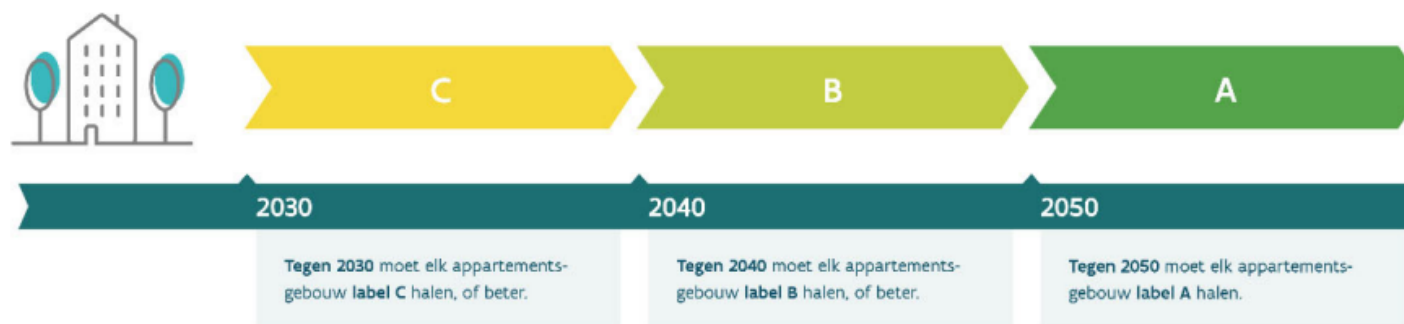 C
B
A
2030
2040
2050
Tegen 2030 moet elk appartements-
gebouw label C halen, of beter.
Tegen 2040 moet elk appartements-
gebouw label B halen, of beter.
Tegen 2050 moet elk appartements-
gebouw label A halen.